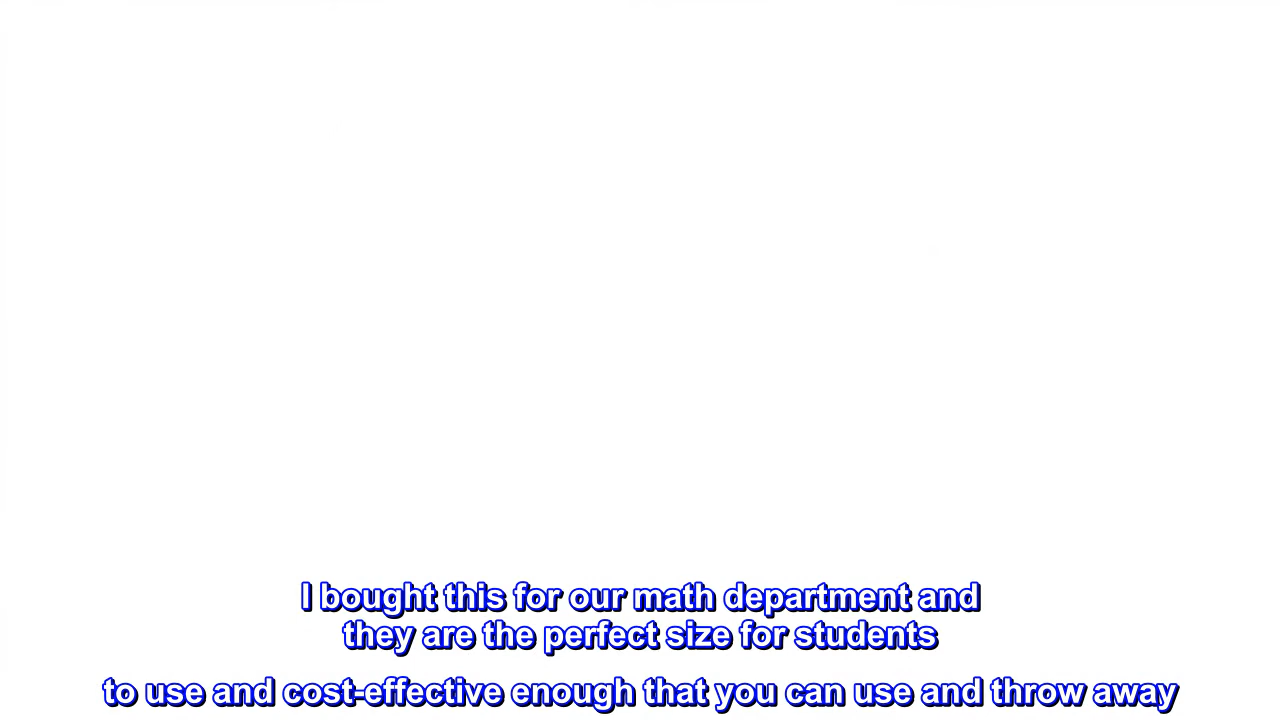 I bought this for our math department and
they are the perfect size for students
to use and cost-effective enough that you can use and throw away